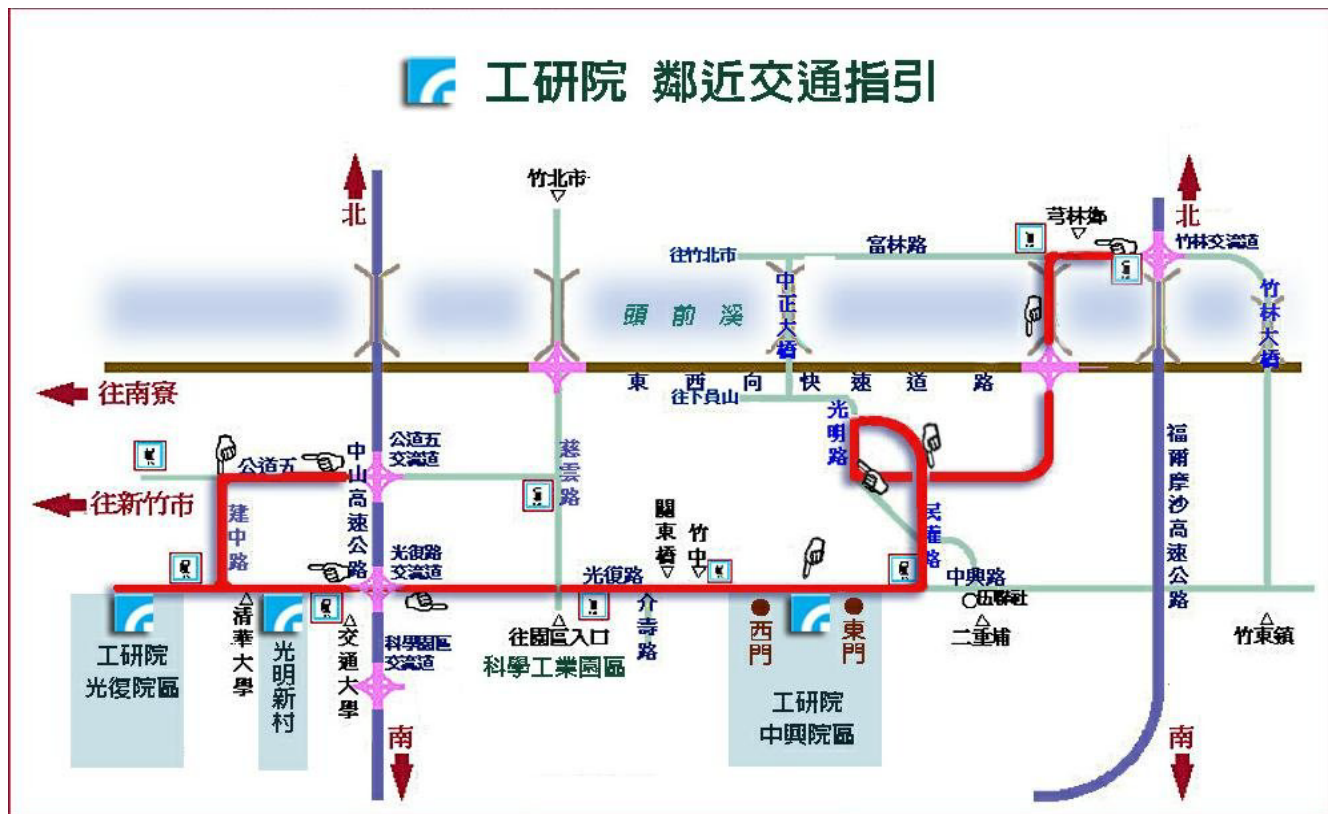 工研院 鄰近交通指引
北
竹北市
芎林鄉
北
往竹北市
富林路
竹林交流道
中正大橋
竹林大橋
頭前溪
東西向快速道路
往南寮
往下員山
光明路
公道五
中山高速公路
公道五交流道
慈雲路
福爾摩沙高速公路
往新竹市
建中路
關東橋
竹中
民權路
光復路交流道
光復路
中興路
工研院
光復院區
清華大學
光明新村
交通大學
科學園區交流道
往園區入口
科學工業園區
介壽路
西門
東門
工研院
中興院區
伍聯社
二重埔
竹東鎮
南
南